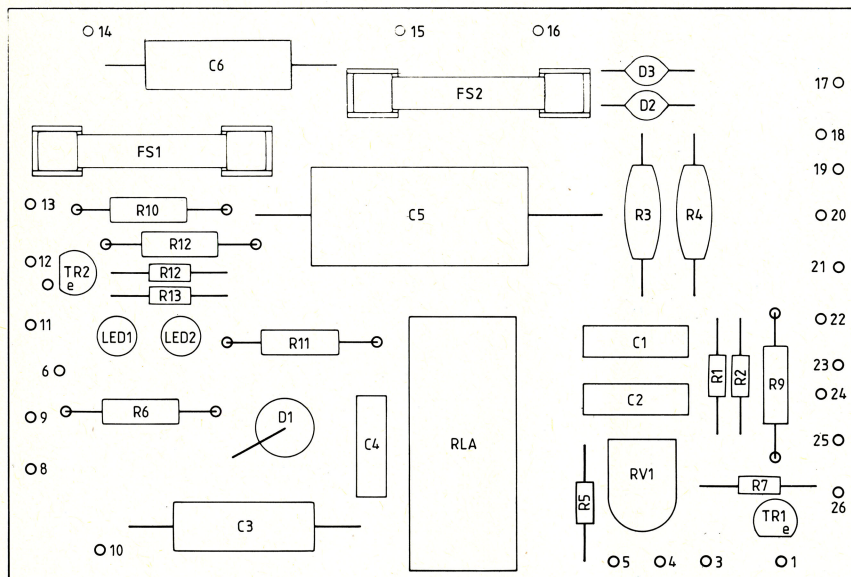 14
15
16
C6
D3
FS2
17
D2
18
FS1
19
13
R10
C5
R3
R4
20
R12
12
TR2
e
R12
21
R13
11
LED1
LED2
R11
C1
22
6
R1
R2
R9
23
24
R6
C2
9
D1
C4
RLA
25
8
RV1
R5
R7
26
C3
TR1
e
10
5
4
3
1